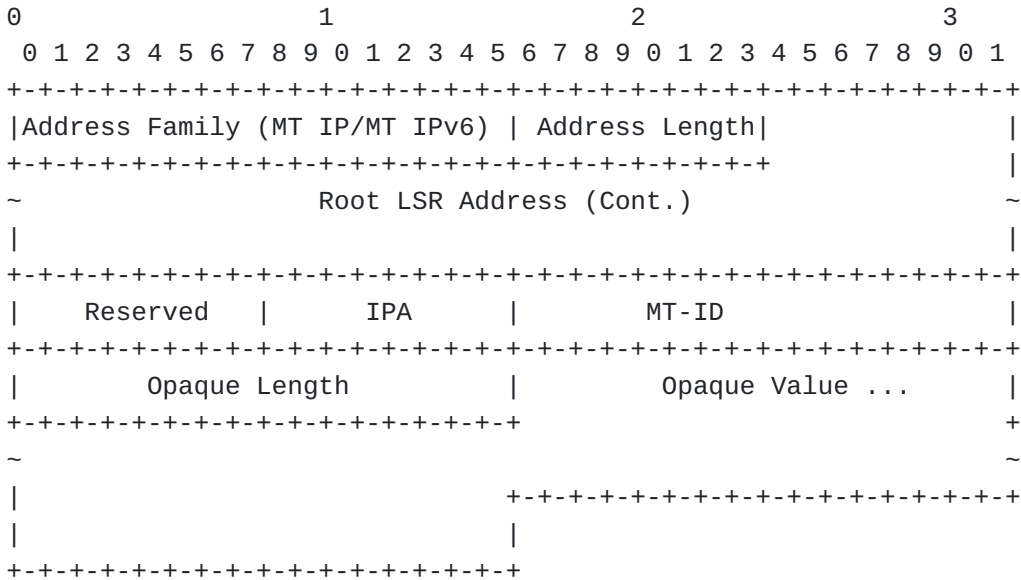 0                   1                   2                   3
 0 1 2 3 4 5 6 7 8 9 0 1 2 3 4 5 6 7 8 9 0 1 2 3 4 5 6 7 8 9 0 1
+-+-+-+-+-+-+-+-+-+-+-+-+-+-+-+-+-+-+-+-+-+-+-+-+-+-+-+-+-+-+-+-+
|Address Family (MT IP/MT IPv6) | Address Length|               |
+-+-+-+-+-+-+-+-+-+-+-+-+-+-+-+-+-+-+-+-+-+-+-+-+               |
~                   Root LSR Address (Cont.)                    ~
|                                                               |
+-+-+-+-+-+-+-+-+-+-+-+-+-+-+-+-+-+-+-+-+-+-+-+-+-+-+-+-+-+-+-+-+
|    Reserved   |      IPA      |        MT-ID                  |
+-+-+-+-+-+-+-+-+-+-+-+-+-+-+-+-+-+-+-+-+-+-+-+-+-+-+-+-+-+-+-+-+
|        Opaque Length          |         Opaque Value ...      |
+-+-+-+-+-+-+-+-+-+-+-+-+-+-+-+-+                               +
~                                                               ~
|                               +-+-+-+-+-+-+-+-+-+-+-+-+-+-+-+-+
|                               |
+-+-+-+-+-+-+-+-+-+-+-+-+-+-+-+-+